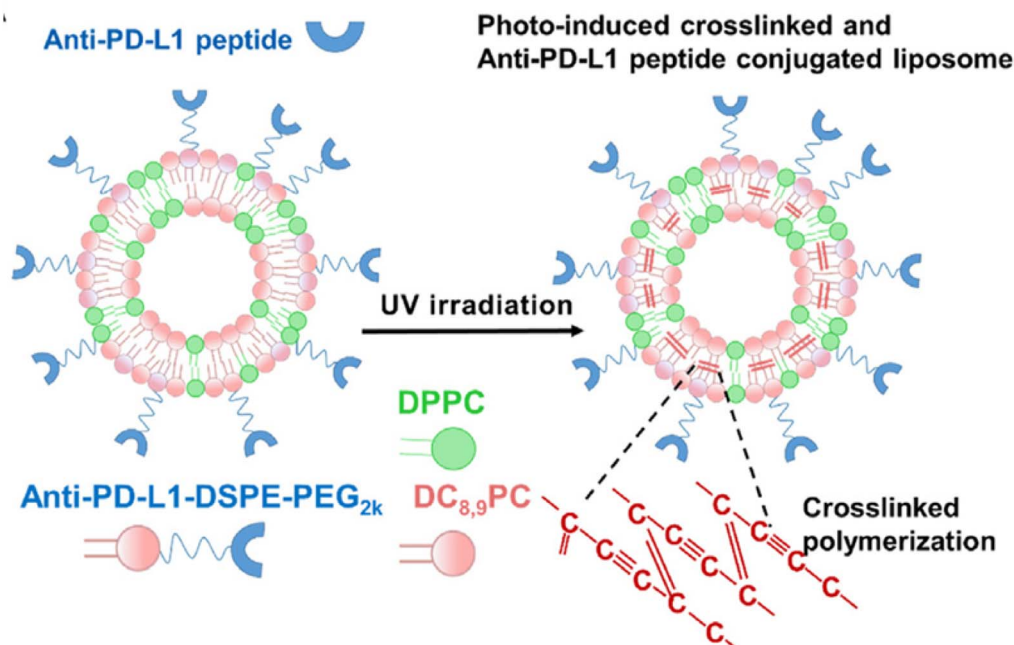 Anti-PD-L1 peptide
Photo-induced crosslinked and
Anti-PD-L1 peptide conjugated liposome
UV irradiation
DPPC
Anti-PD-L1-DSPE-PEG2k
DC8,9PC
Crosslinked
polymerization
C
C
C
C
C
C
C
C
C
C
C
C